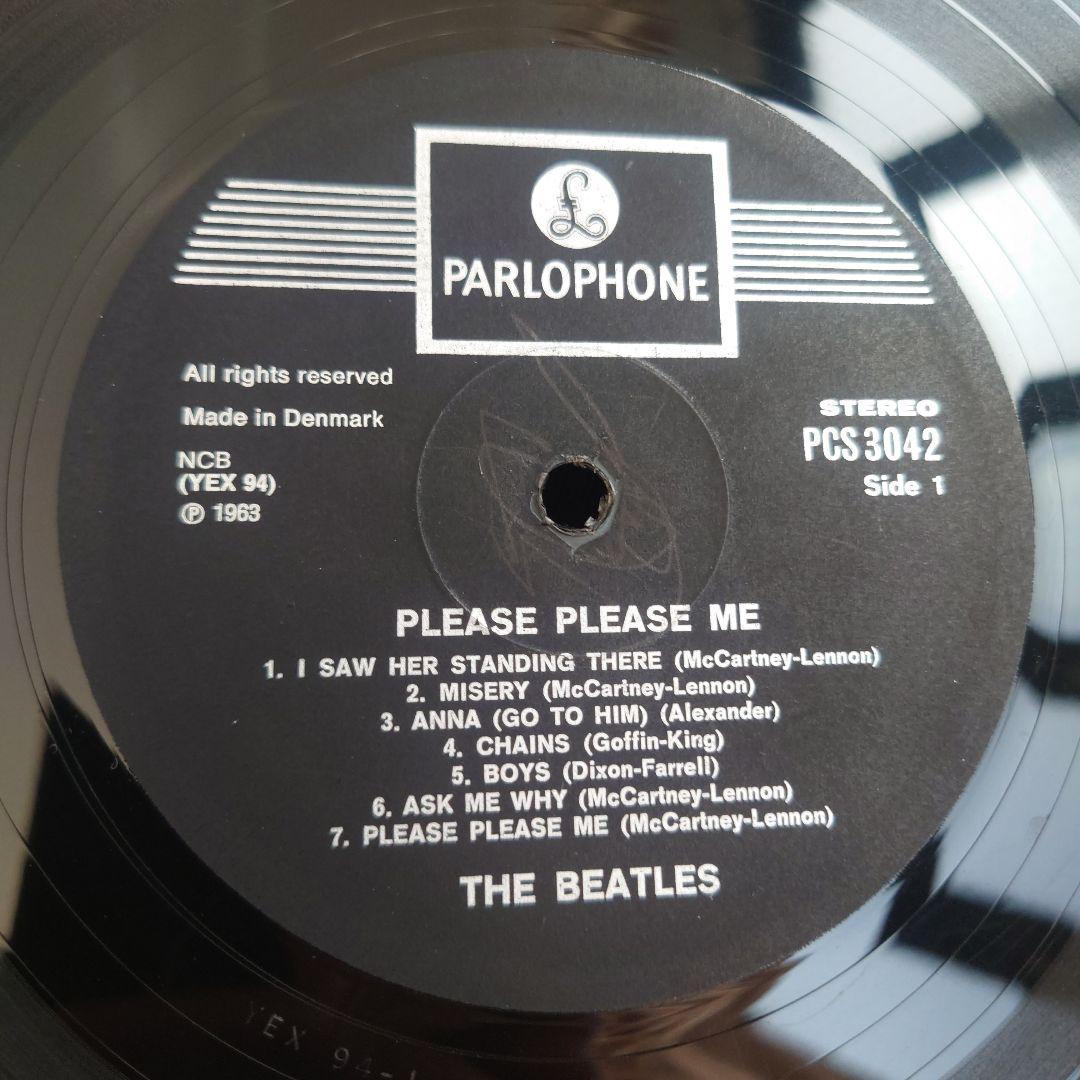 £
PARLOPHONE
All rights reserved
Made in Denmark
NCB
(YEX 94)
℗ 1963
STEREO
PCS 3042
Side 1
PLEASE PLEASE ME
1. I SAW HER STANDING THERE (McCartney-Lennon)
2. MISERY (McCartney-Lennon)
3. ANNA (GO TO HIM) (Alexander)
4. CHAINS (Goffin-King)
5. BOYS (Dixon-Farrell)
6. ASK ME WHY (McCartney-Lennon)
7. PLEASE PLEASE ME (McCartney-Lennon)
THE BEATLES
YEX 94-